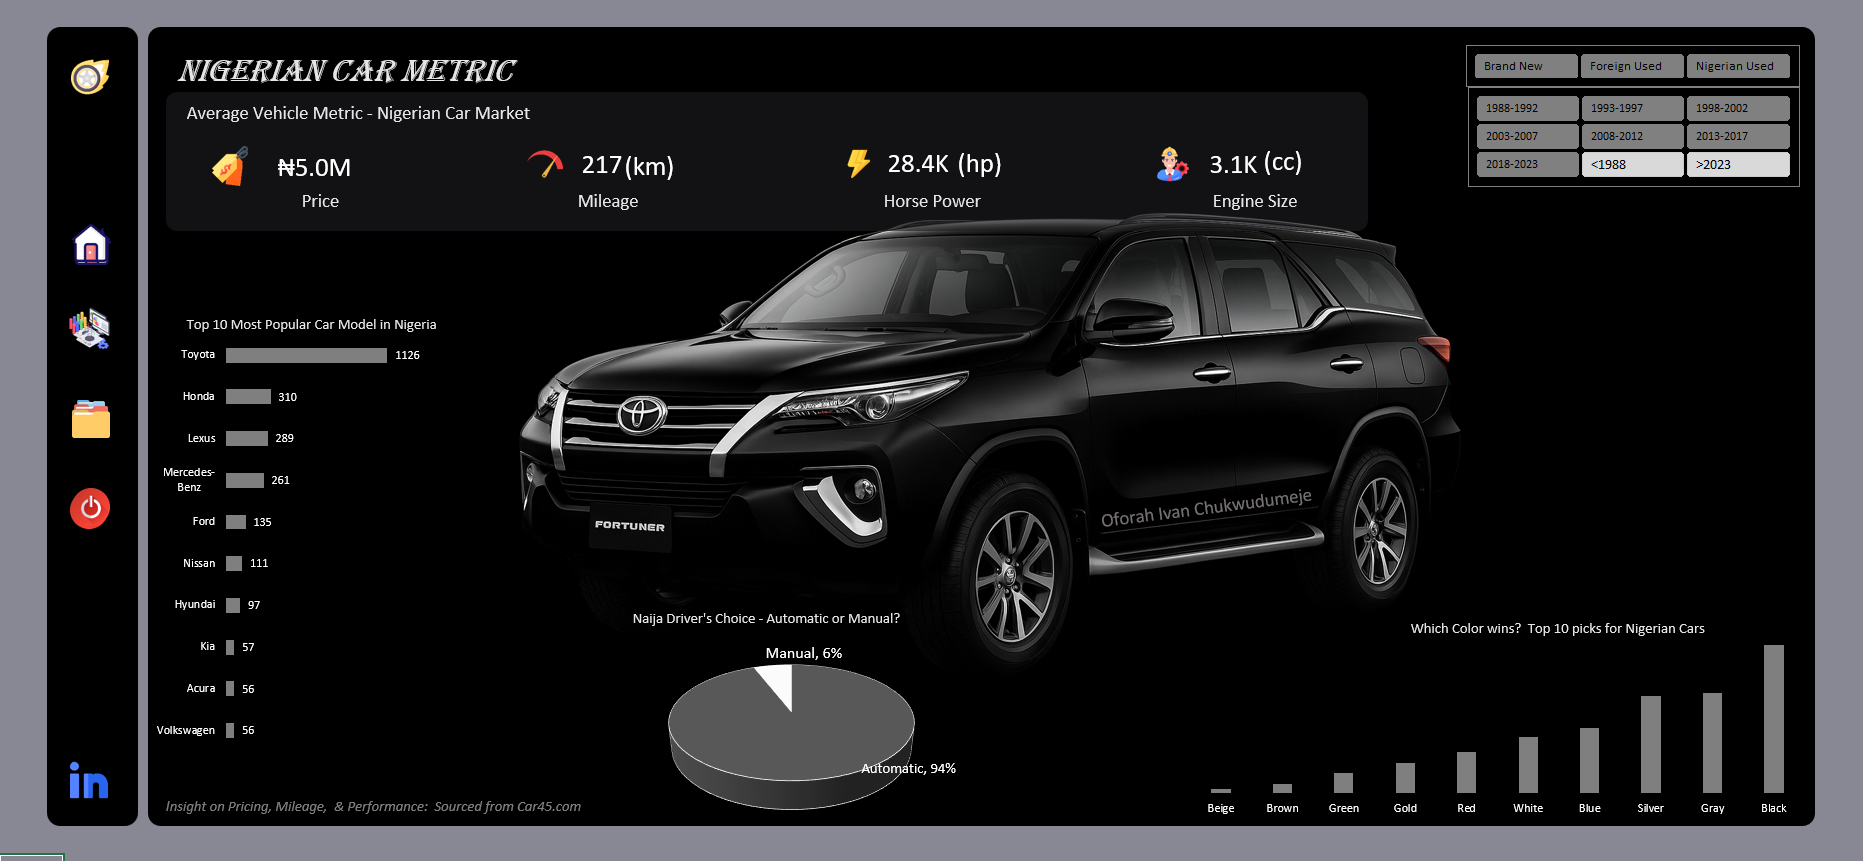 NIGERIAN CAR METRIC
Brand New
Foreign Used
Nigerian Used
1988-1992
1993-1997
1998-2002
2003-2007
2008-2012
2013-2017
2018-2023
<1988
>2023
Average Vehicle Metric - Nigerian Car Market
₦5.0M
Price
217(km)
Mileage
28.4K (hp)
Horse Power
3.1K (cc)
Engine Size
Top 10 Most Popular Car Model in Nigeria
Toyota 1126
Honda 310
Lexus 289
Mercedes-
Benz 261
Ford 135
Nissan 111
Hyundai 97
Kia 57
Acura 56
Volkswagen 56
FORTUNER
Oforah Ivan Chukwudumeje
Naija Driver's Choice - Automatic or Manual?
Manual, 6%
Automatic, 94%
Which Color wins?  Top 10 picks for Nigerian Cars
Beige Brown Green Gold Red White Blue Silver Gray Black
in
Insight on Pricing, Mileage,  & Performance:  Sourced from Car45.com